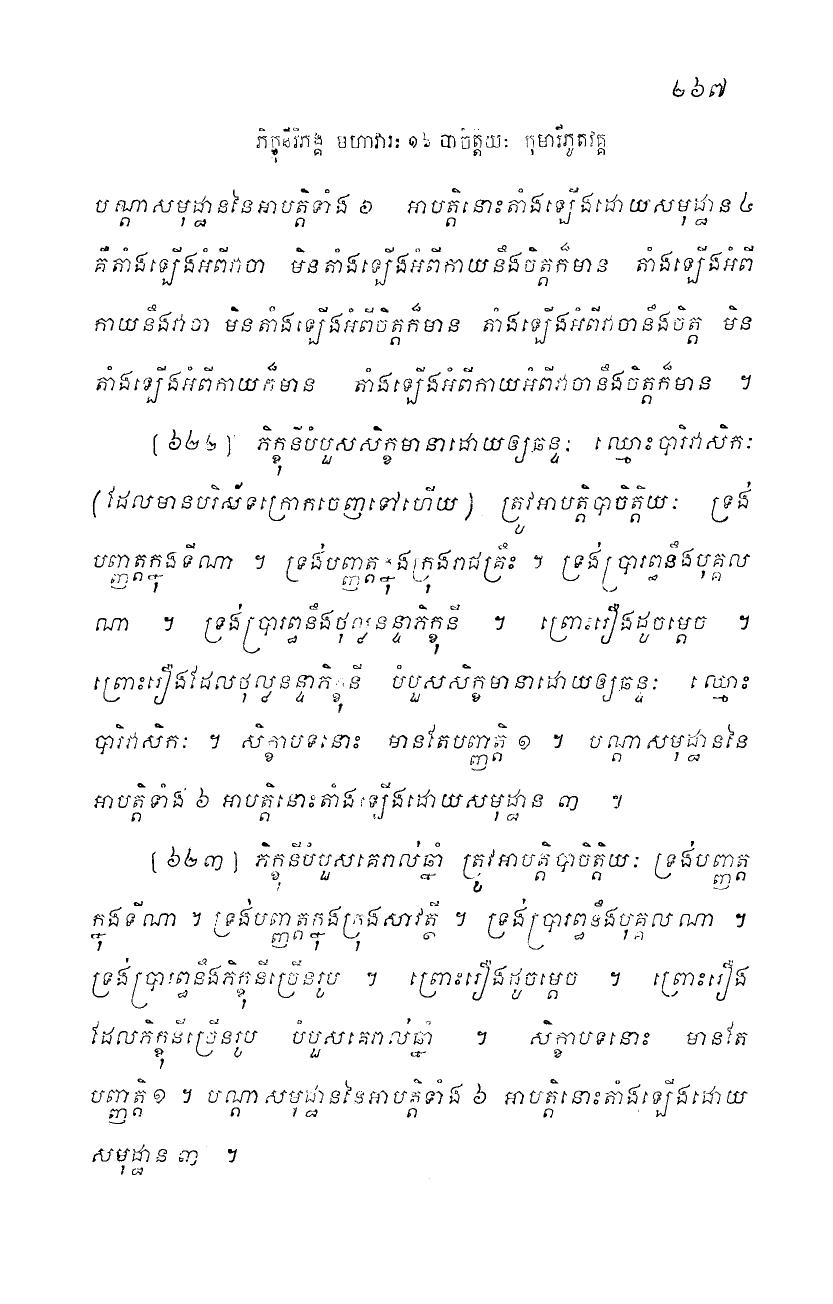 ២៦៧
ភិក្ខុនីវិភង្គ មហាវារៈ ១៦ បាចិត្តិយៈ កុមារីភូតវគ្គ
បណ្តាសមុដ្ឋាននៃអាបត្តិទាំង ៦ អាបត្តិនោះតាំងឡើងដោយសមុដ្ឋាន ៤
គឺតាំងឡើងអំពីវាចា មិនតាំងឡើងអំពីកាយនឹងចិត្តក៏មាន តាំងឡើងអំពី
កាយនឹងវាចា មិនតាំងឡើងអំពីចិត្តក៏មាន តាំងឡើងអំពីវាចានឹងចិត្ត មិន
តាំងឡើងអំពីកាយក៏មាន តាំងឡើងអំពីកាយអំពីវាចានឹងចិត្តក៏មាន ។
(៦២២) ភិក្ខុនីបំបួសសិក្ខមានាដោយឲ្យឆន្ទៈ ឈ្មោះបារិវាសិកៈ
(ដែលមានបរិស័ទក្រោកចេញទៅហើយ) ត្រូវអាបត្តិបាចិត្តិយៈ ទ្រង់
បញ្ញត្តក្នុងទីណា ។ ទ្រង់បញ្ញត្តក្នុងក្រុងរាជគ្រឹះ ។ ទ្រង់ប្រារព្ធនឹងបុគ្គល
ណា ។ ទ្រង់ប្រារព្ធនឹងថុល្លនន្ទាភិក្ខុនី ។ ព្រោះរឿងដូចម្តេច ។
ព្រោះរឿងដែលថុល្លនន្ទាភិក្ខុនី បំបួសសិក្ខមានាដោយឲ្យឆន្ទៈ ឈ្មោះ
បារិវាសិកៈ ។ សិក្ខាបទនោះ មានតែបញ្ញត្តិ ១ ។ បណ្តាសមុដ្ឋាននៃ
អាបត្តិទាំង ៦ អាបត្តិនោះតាំងឡើងដោយសមុដ្ឋាន ៣ ។
(៦២៣) ភិក្ខុនីបំបួសគេរាល់ឆ្នាំ ត្រូវអាបត្តិបាចិត្តិយៈ ទ្រង់បញ្ញត្ត
ក្នុងទីណា ។ ទ្រង់បញ្ញត្តក្នុងក្រុងសាវត្ថី ។ ទ្រង់ប្រារព្ធនឹងបុគ្គលណា ។
ទ្រង់ប្រារព្ធនឹងភិក្ខុនីច្រើនរូប ។ ព្រោះរឿងដូចម្តេច ។ ព្រោះរឿង
ដែលភិក្ខុនីច្រើនរូប បំបួសគេរាល់ឆ្នាំ ។ សិក្ខាបទនោះ មានតែ
បញ្ញត្តិ ១ ។ បណ្តាសមុដ្ឋាននៃអាបត្តិទាំង ៦ អាបត្តិនោះតាំងឡើងដោយ
សមុដ្ឋាន ៣ ។